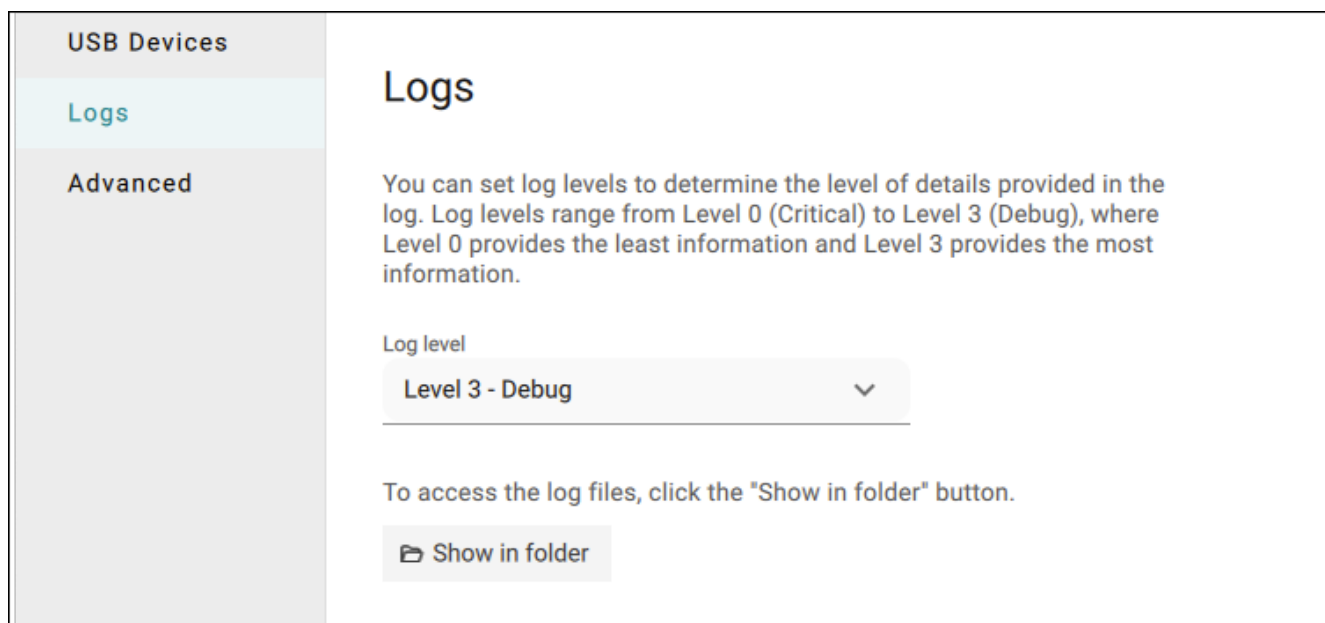 USB Devices
Logs
Advanced
Logs
You can set log levels to determine the level of details provided in the
log. Log levels range from Level 0 (Critical) to Level 3 (Debug), where
Level 0 provides the least information and Level 3 provides the most
information.
Log level
Level 3 - Debug
To access the log files, click the "Show in folder" button.
Show in folder